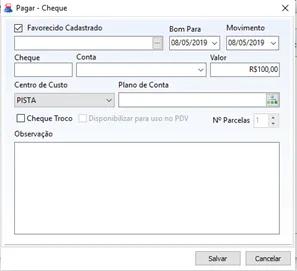 Pagar - Cheque
Favorecido Cadastrado Bom Para Movimento
... 08/05/2019 08/05/2019
Cheque Conta Valor
R$100,00
Centro de Custo Plano de Conta
PISTA
Cheque Troco Disponibilizar para uso no PDV Nº Parcelas 1
Observação
Salvar Cancelar